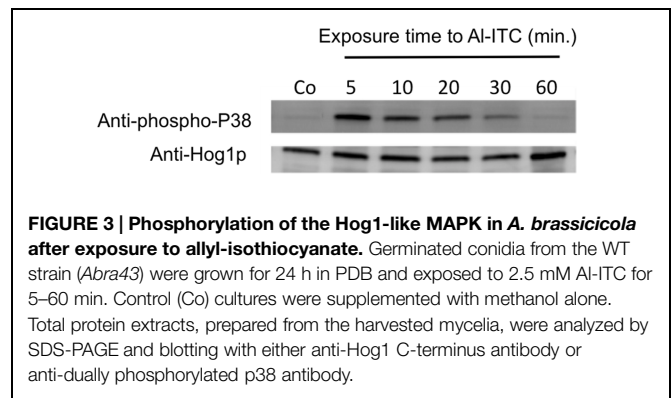 Exposure time to Al-ITC (min.)
Co 5 10 20 30 60
Anti-phospho-P38
Anti-Hog1p
FIGURE 3 | Phosphorylation of the Hog1-like MAPK in A. brassicicola
after exposure to allyl-isothiocyanate. Germinated conidia from the WT
strain (Abra43) were grown for 24 h in PDB and exposed to 2.5 mM Al-ITC for
5–60 min. Control (Co) cultures were supplemented with methanol alone.
Total protein extracts, prepared from the harvested mycelia, were analyzed by
SDS-PAGE and blotting with either anti-Hog1 C-terminus antibody or
anti-dually phosphorylated p38 antibody.